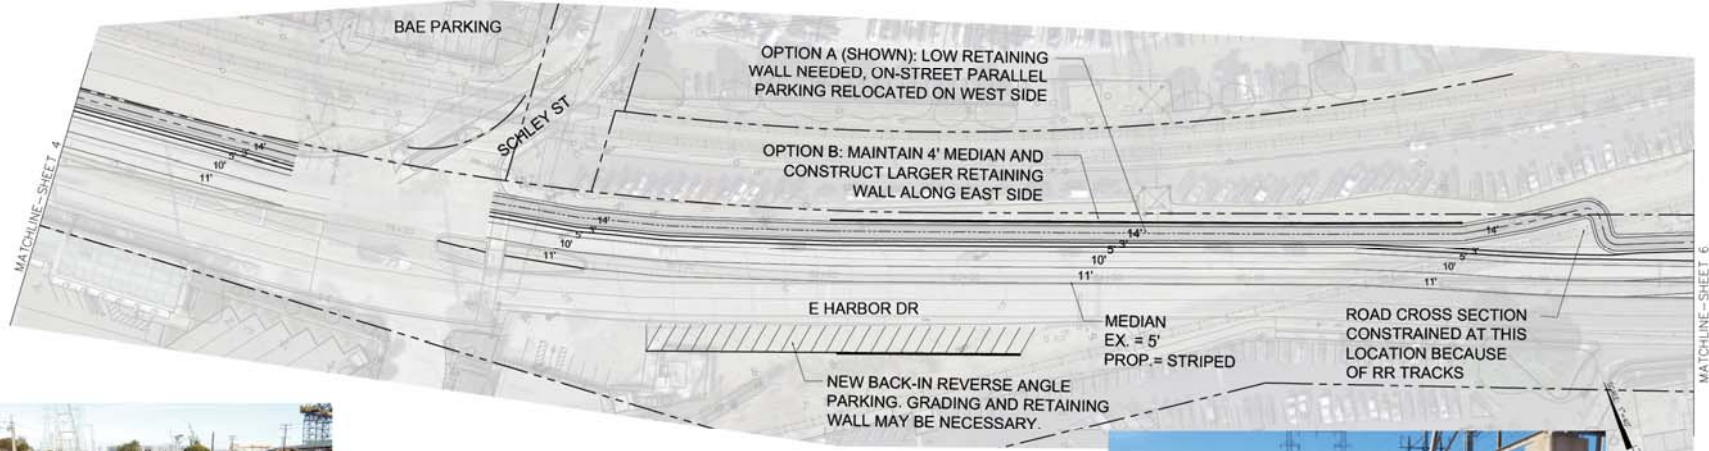 BAE PARKING
SCHLEY ST
OPTION A (SHOWN): LOW RETAINING
WALL NEEDED, ON-STREET PARALLEL
PARKING RELOCATED ON WEST SIDE
OPTION B: MAINTAIN 4' MEDIAN AND
CONSTRUCT LARGER RETAINING
WALL ALONG EAST SIDE
MATCHLINE-SHEET 4
14'
3'
5'
10'
11'
14'
3'
5'
10'
11'
14'
5' 3'
10'
11'
14'
5' 3'
10'
11'
E HARBOR DR
MEDIAN
EX. = 5'
PROP.= STRIPED
ROAD CROSS SECTION
CONSTRAINED AT THIS
LOCATION BECAUSE
OF RR TRACKS
NEW BACK-IN REVERSE ANGLE
PARKING. GRADING AND RETAINING
WALL MAY BE NECESSARY.
MATCHLINE-SHEET 6